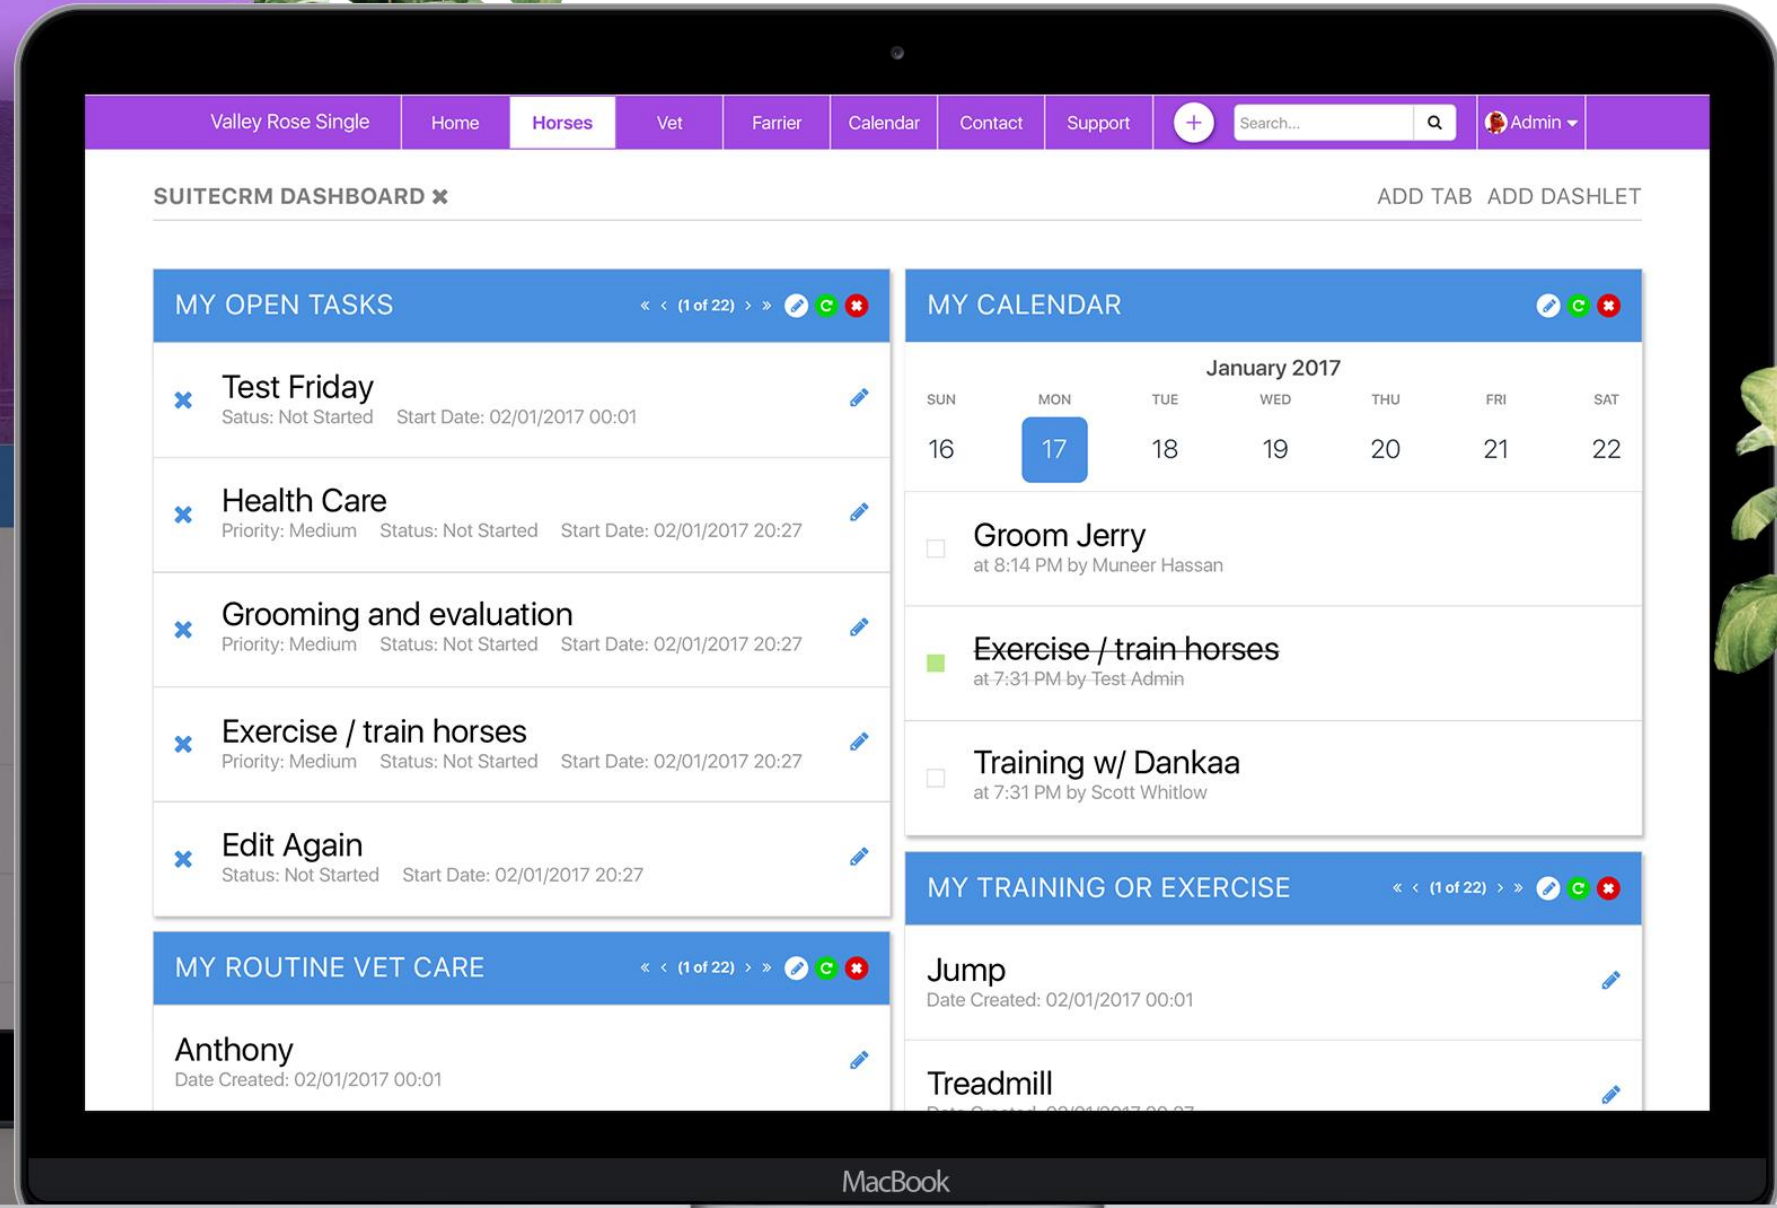 Valley Rose Single Home Horses Vet Farrier Calendar Contact Support + Search... Admin
SUITECRM DASHBOARD ✖ ADD TAB ADD DASHLET
MY OPEN TASKS « < (1 of 22) > »
Test Friday
Satus: Not Started Start Date: 02/01/2017 00:01
Health Care
Priority: Medium Status: Not Started Start Date: 02/01/2017 20:27
Grooming and evaluation
Priority: Medium Status: Not Started Start Date: 02/01/2017 20:27
Exercise / train horses
Priority: Medium Status: Not Started Start Date: 02/01/2017 20:27
Edit Again
Status: Not Started Start Date: 02/01/2017 20:27
MY ROUTINE VET CARE « < (1 of 22) > »
Anthony
Date Created: 02/01/2017 00:01
MY CALENDAR
January 2017
SUN MON TUE WED THU FRI SAT
16 17 18 19 20 21 22
Groom Jerry
at 8:14 PM by Muneer Hassan
Exercise / train horses
at 7:31 PM by Test Admin
Training w/ Dankaa
at 7:31 PM by Scott Whitlow
MY TRAINING OR EXERCISE « < (1 of 22) > »
Jump
Date Created: 02/01/2017 00:01
Treadmill
MacBook